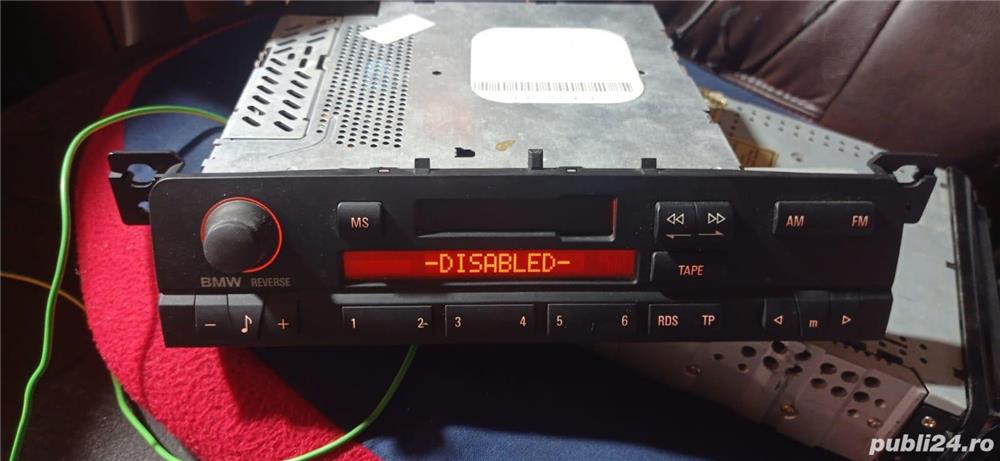 MS
AM FM
-DISABLED-
TAPE
BMW REVERSE
- + 1 2~ 3 4 5 6 RDS TP m
publi24.ro